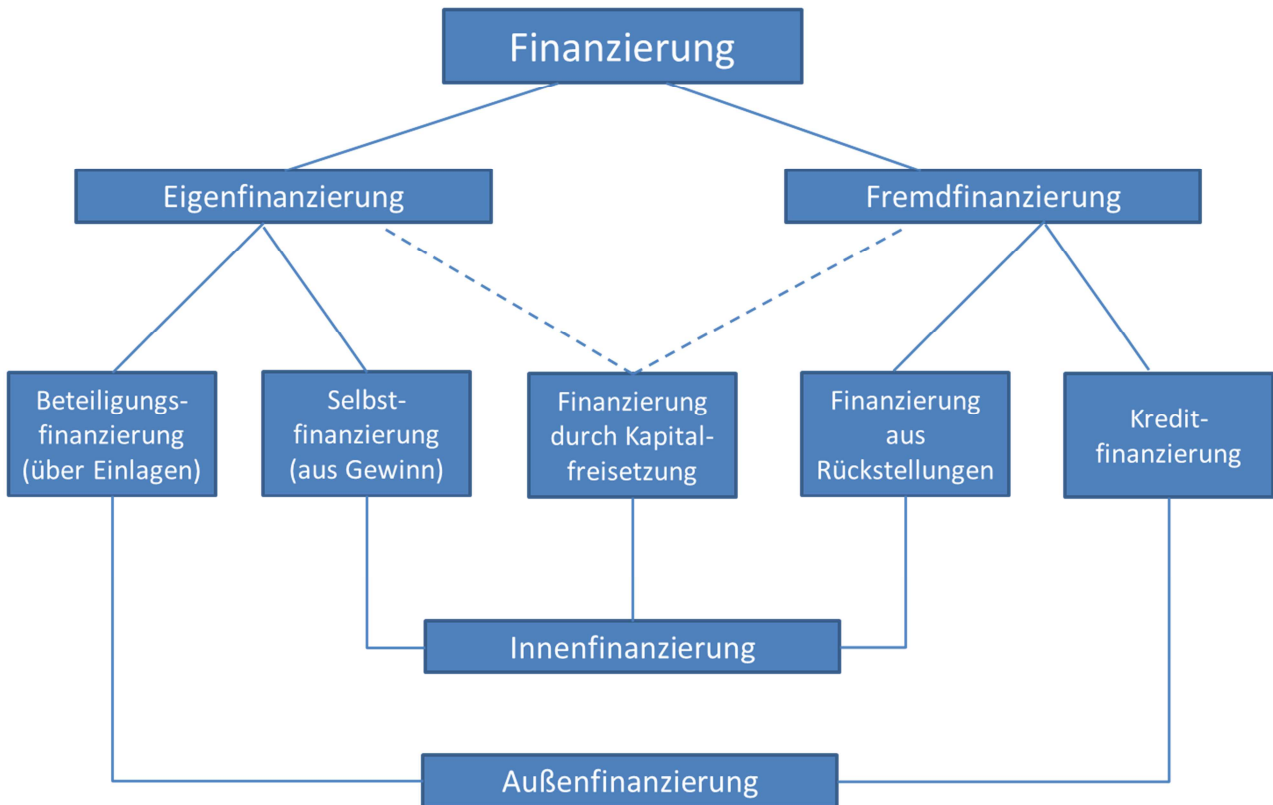 Finanzierung
Eigenfinanzierung
Fremdfinanzierung
Beteiligungs-
finanzierung
(über Einlagen)
Selbst-
finanzierung
(aus Gewinn)
Finanzierung
durch Kapital-
freisetzung
Finanzierung
aus
Rückstellungen
Kredit-
finanzierung
Innenfinanzierung
Außenfinanzierung